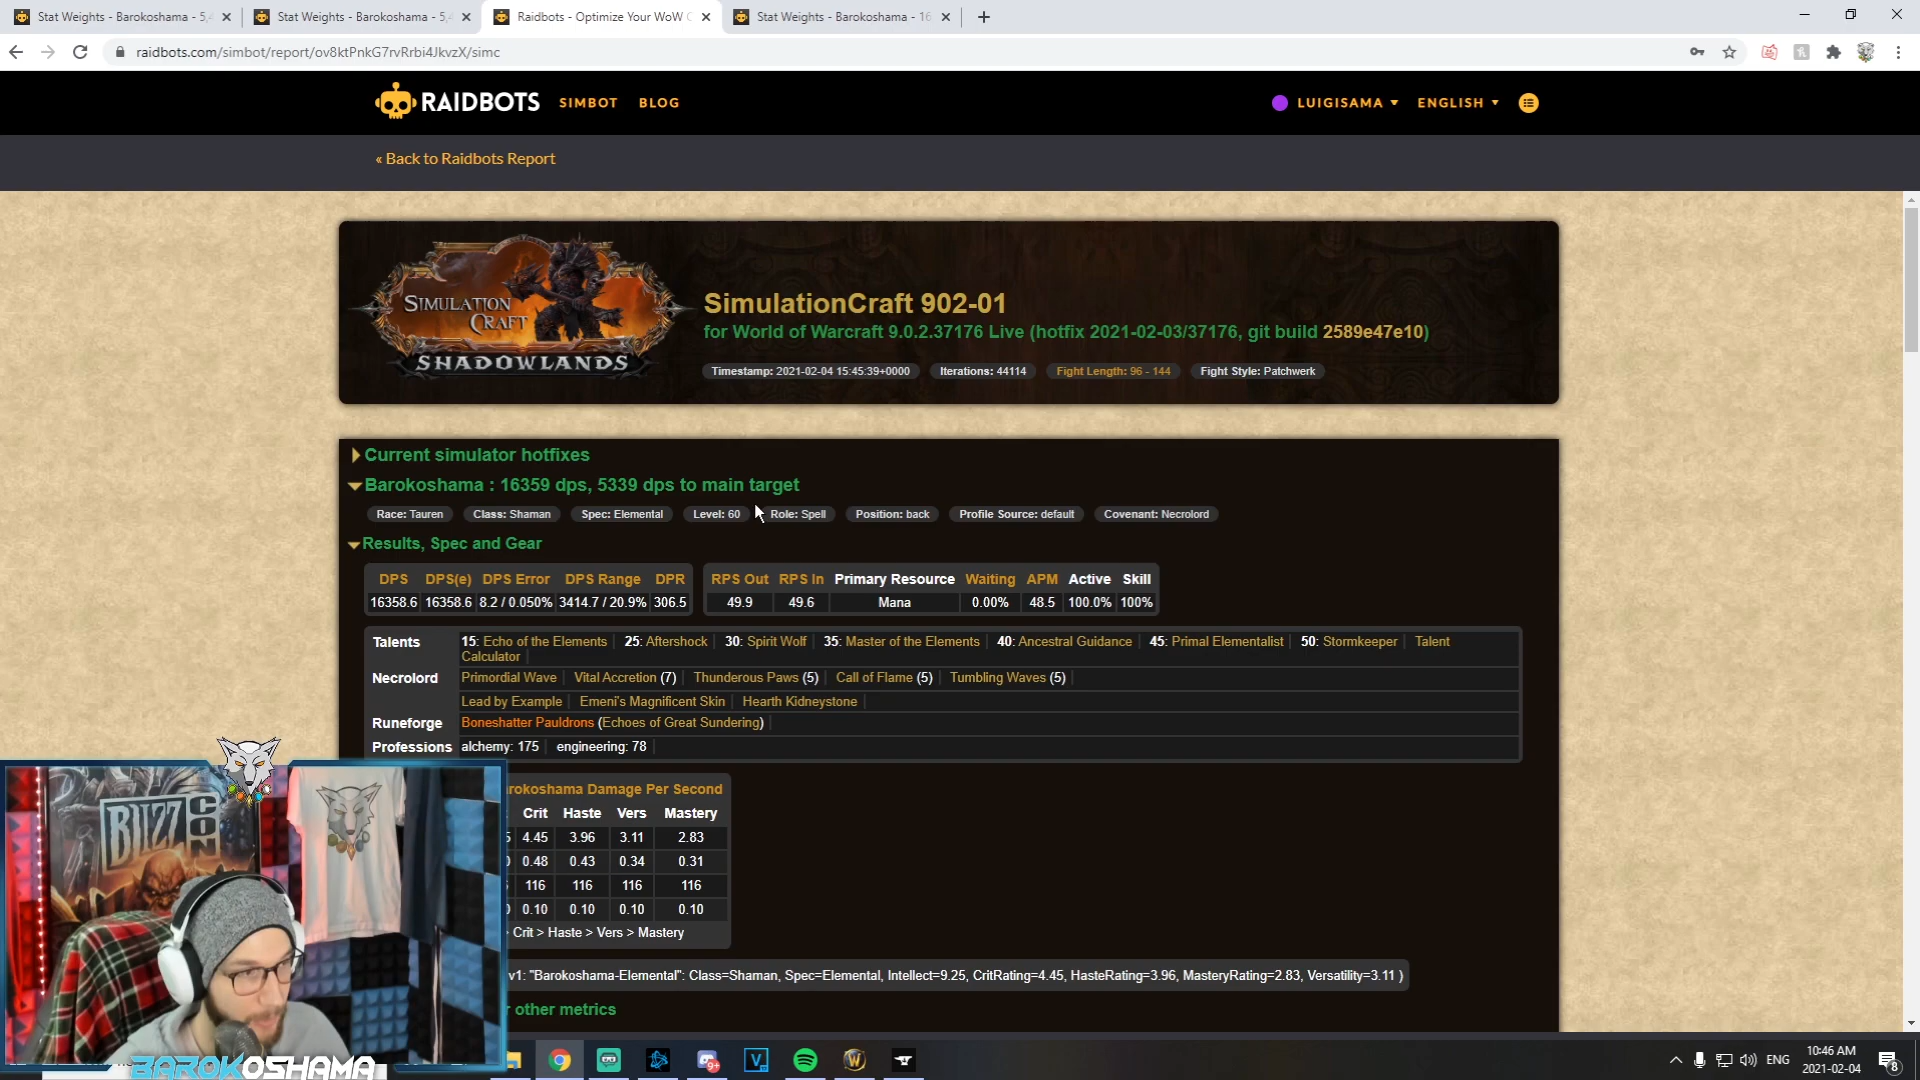 Stat Weights - Barokoshama - 5,4
Stat Weights - Barokoshama - 5,4
Raidbots - Optimize Your WoW C
Stat Weights - Barokoshama - 16
raidbots.com/simbot/report/ov8ktPnkG7rvRrbi4JkvzX/simc
RAIDBOTS SIMBOT BLOG LUIGISAMA ENGLISH
« Back to Raidbots Report
SIMULATION CRAFT SHADOWLANDS
SimulationCraft 902-01
for World of Warcraft 9.0.2.37176 Live (hotfix 2021-02-03/37176, git build 2589e47e10)
Timestamp: 2021-02-04 15:45:39+0000 Iterations: 44114 Fight Length: 96 - 144 Fight Style: Patchwerk
Current simulator hotfixes
Barokoshama : 16359 dps, 5339 dps to main target
Race: Tauren Class: Shaman Spec: Elemental Level: 60 Role: Spell Position: back Profile Source: default Covenant: Necrolord
Results, Spec and Gear
DPS DPS(e) DPS Error DPS Range DPR RPS Out RPS In Primary Resource Waiting APM Active Skill
16358.6 16358.6 8.2 / 0.050% 3414.7 / 20.9% 306.5 49.9 49.6 Mana 0.00% 48.5 100.0% 100%
Talents 15: Echo of the Elements 25: Aftershock 30: Spirit Wolf 35: Master of the Elements 40: Ancestral Guidance 45: Primal Elementalist 50: Stormkeeper Talent
Calculator
Necrolord Primordial Wave Vital Accretion (7) Thunderous Paws (5) Call of Flame (5) Tumbling Waves (5)
Lead by Example Emeni's Magnificent Skin Hearth Kidneystone
Runeforge Boneshatter Pauldrons (Echoes of Great Sundering)
Professions alchemy: 175 engineering: 78
arokoshama Damage Per Second
Crit Haste Vers Mastery
5 4.45 3.96 3.11 2.83
0 0.48 0.43 0.34 0.31
116 116 116 116
0 0.10 0.10 0.10 0.10
> Crit > Haste > Vers > Mastery
v1: "Barokoshama-Elemental": Class=Shaman, Spec=Elemental, Intellect=9.25, CritRating=4.45, HasteRating=3.96, MasteryRating=2.83, Versatility=3.11 )
r other metrics
BLIZZCON
BAROKOSHAMA
V
W
9+
ENG
10:46 AM
2021-02-04
8